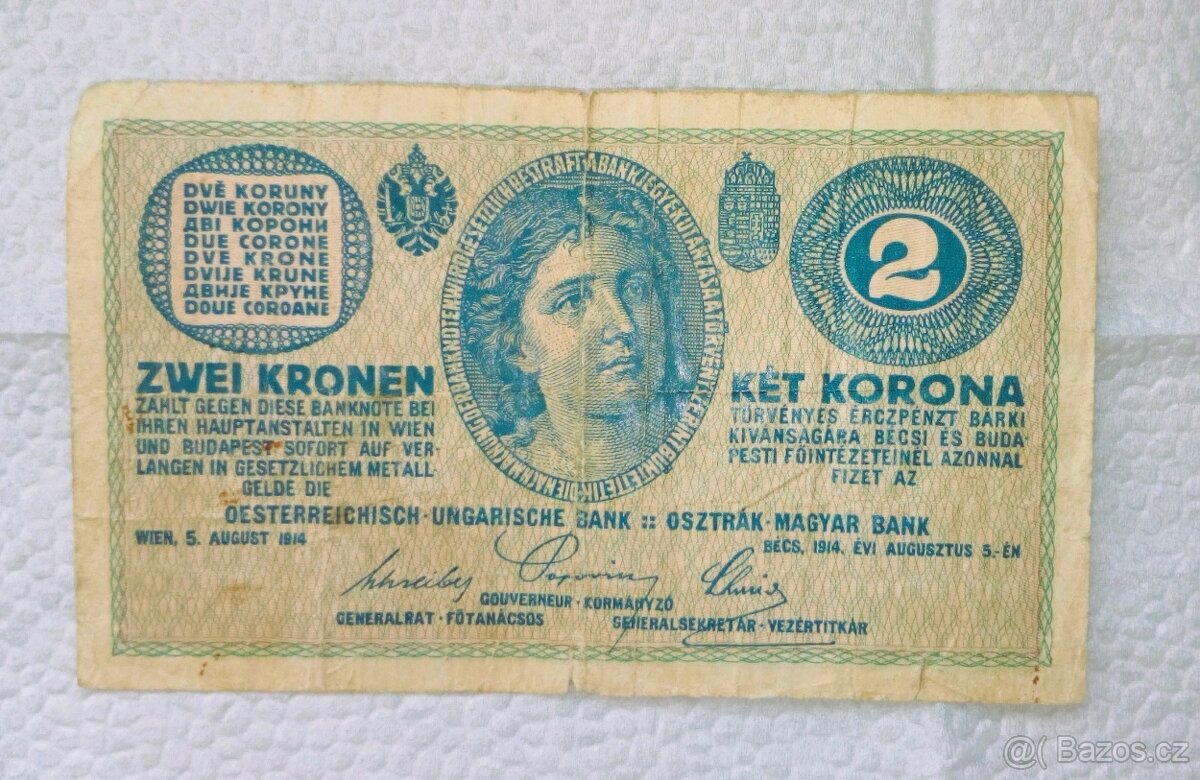 DVĚ KORUNY
DWIE KORONY
ДВІ КОРОНИ
DUE CORONE
DVE KRONE
DVIJE KRUNE
ДВИЈЕ КРУНЕ
DOUE COROANE
2
ZWEI KRONEN
ZAHLT GEGEN DIESE BANKNOTE BEI
IHREN HAUPTANSTALTEN IN WIEN
UND BUDAPEST SOFORT AUF VER-
LANGEN IN GESETZLICHEM METALL-
GELDE DIE
KÉT KORONA
TÖRVÉNYES ÉRCZPÉNZT BÁRKI
KÍVÁNSÁGÁRA BÉCSI ÉS BUDA-
PESTI FŐINTÉZETEINÉL AZONNAL
FIZET AZ
OESTERREICHISCH-UNGARISCHE BANK :: OSZTRÁK-MAGYAR BANK
WIEN, 5. AUGUST 1914
BÉCS, 1914. ÉVI AUGUSZTUS 5.-ÉN
GOUVERNEUR · KORMÁNYZÓ
GENERALRAT · FŐTANÁCSOS
GENERALSEKRETÄR · VEZÉRTITKÁR
@( Bazos.cz